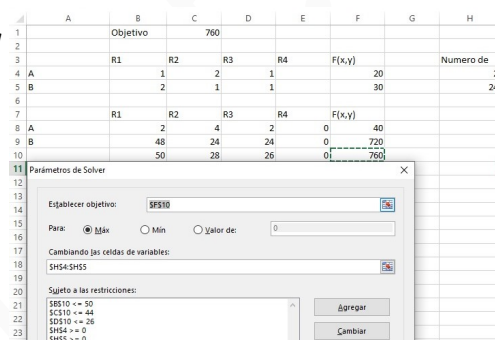 A B C D E F G H
1 Objetivo 760
2
3 R1 R2 R3 R4 F(x,y) Numero de
4 A 1 2 1 20
5 B 2 1 1 30
6
7 R1 R2 R3 R4 F(x,y)
8 A 2 4 2 0 40
9 B 48 24 24 0 720
10 50 28 26 0 760
11 Parámetros de Solver
12
13
14 Establecer objetivo: $F$10
15
16 Para: Máx Mín Valor de: 0
17 Cambiando las celdas de variables:
18 $H$4:$H$5
19
20 Sujeto a las restricciones:
21 $B$10 <= 50 Agregar
22 $C$10 <= 44
$D$10 <= 26
23 $H$4 >= 0 Cambiar
$H$5 >= 0